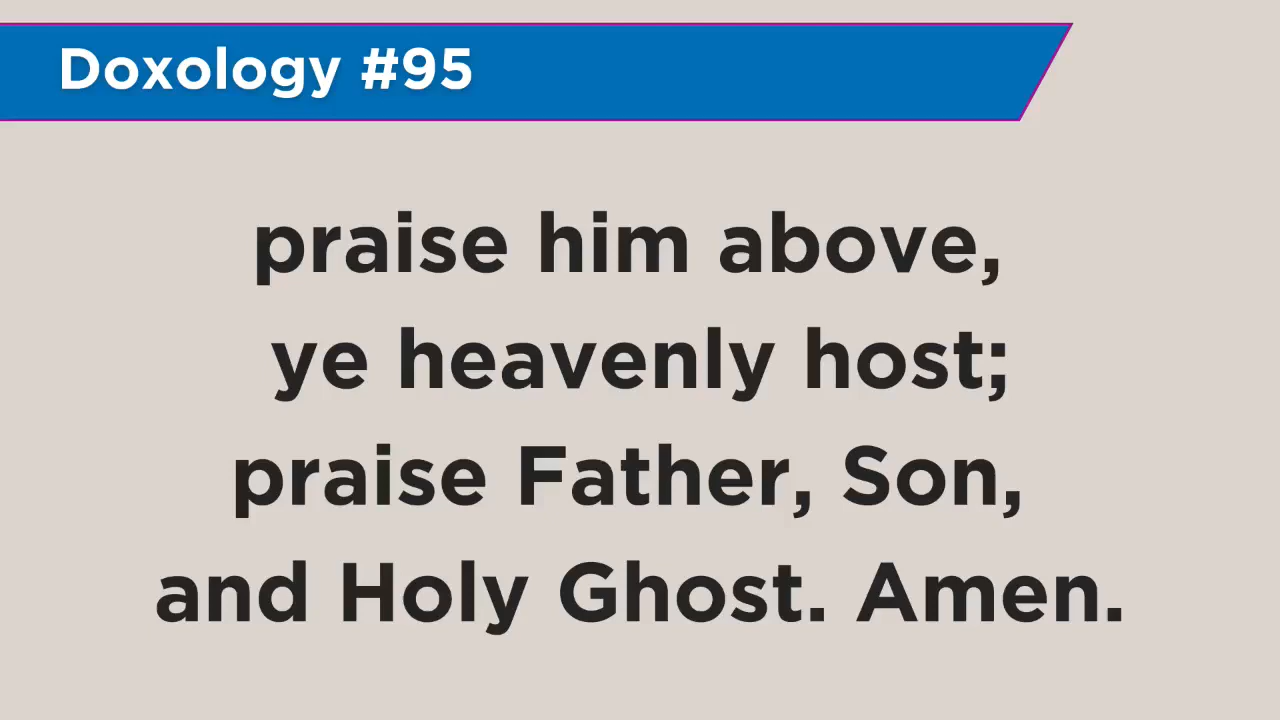 Doxology #95
praise him above,
ye heavenly host;
praise Father, Son,
and Holy Ghost. Amen.